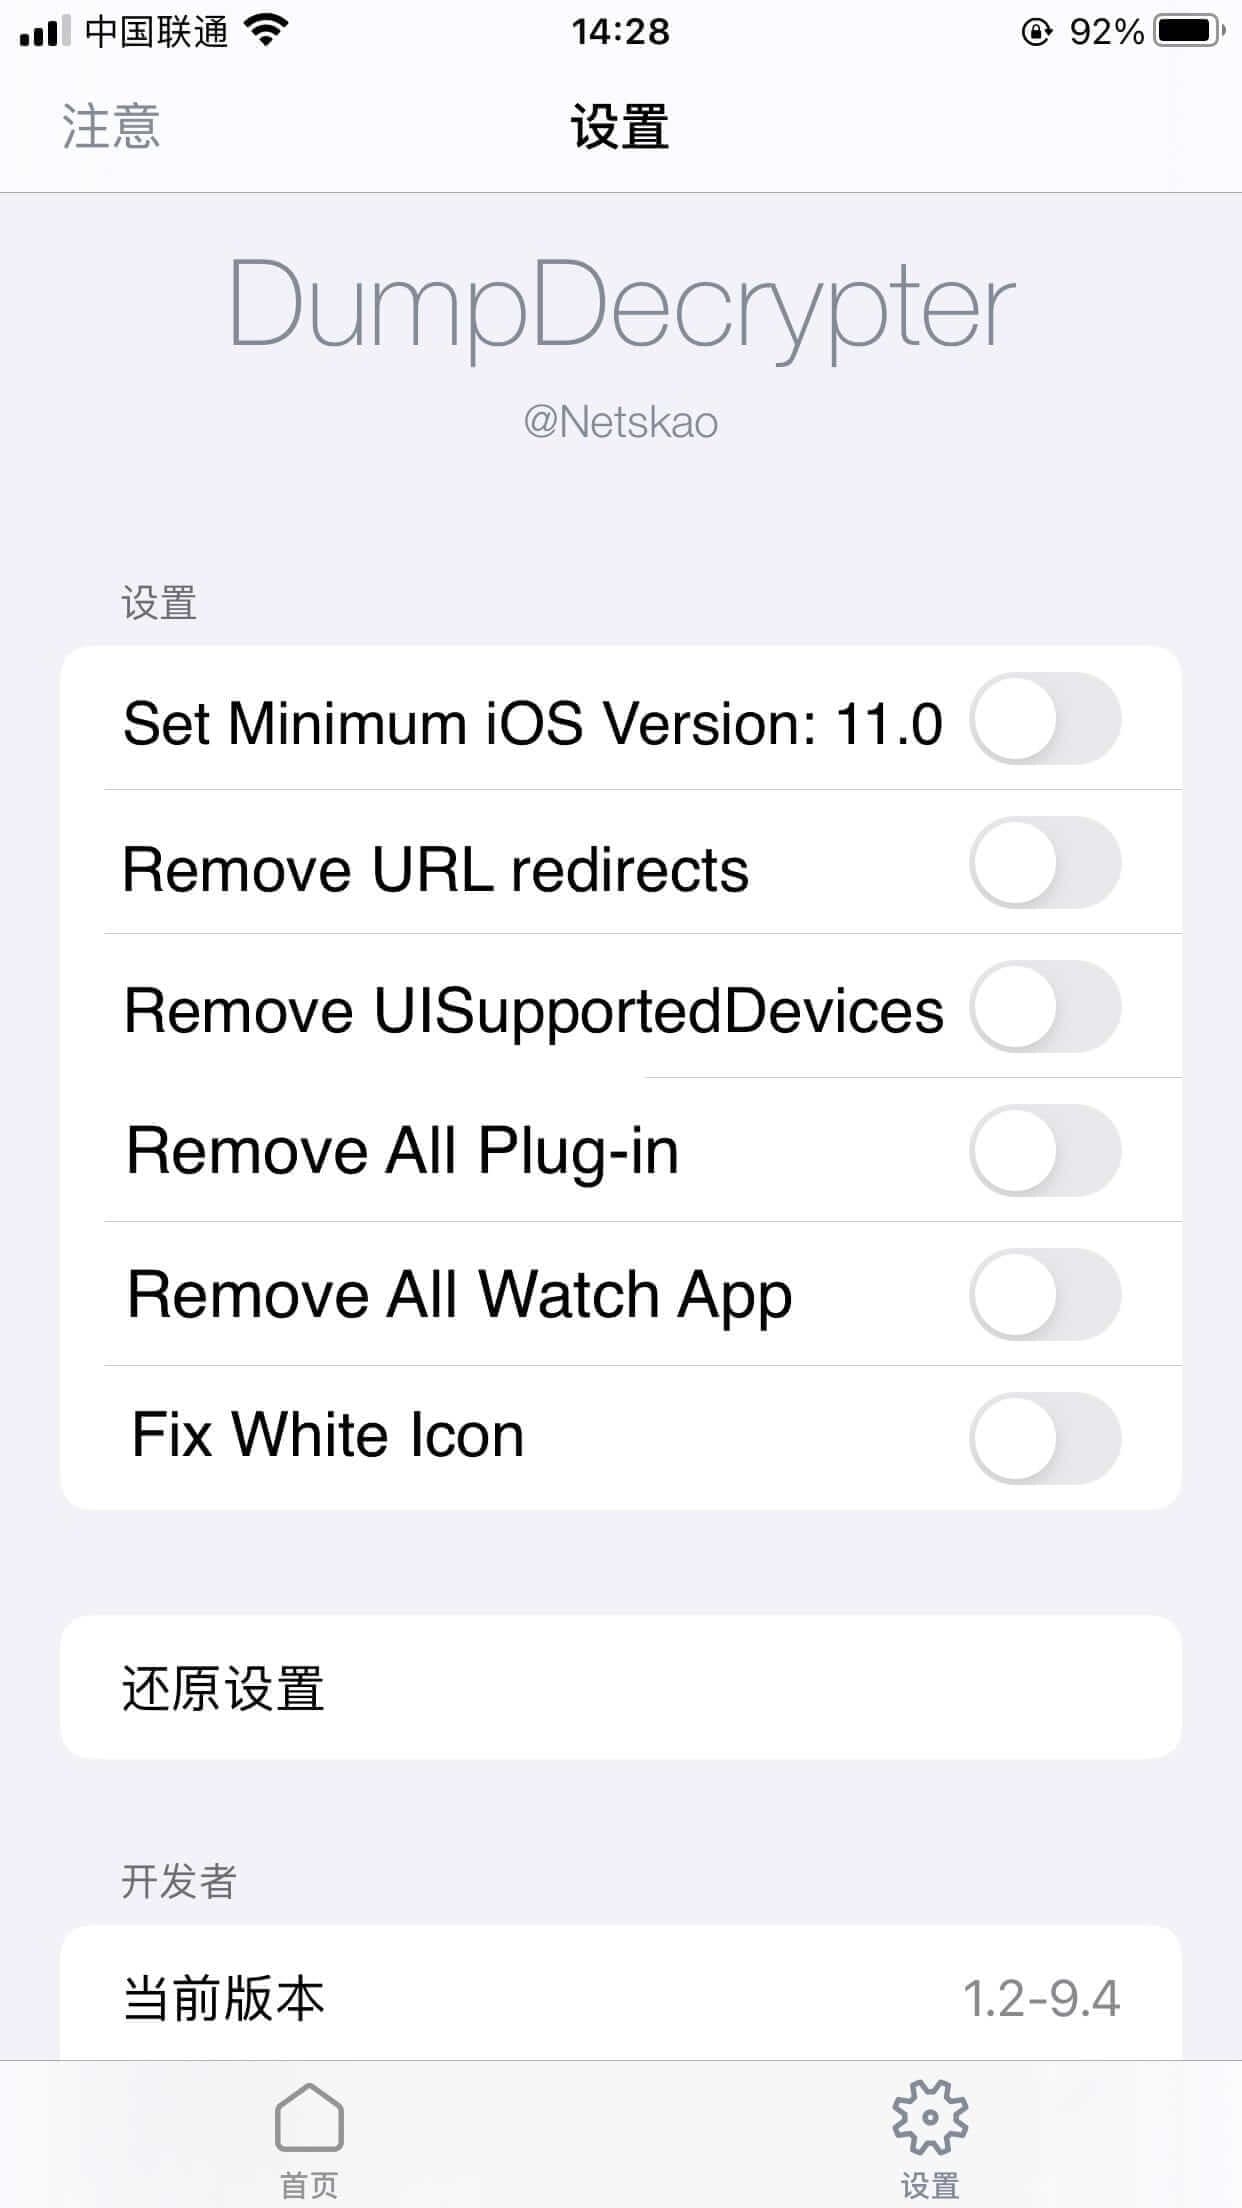 中国联通 14:28 92%
注意 设置
DumpDecrypter
@Netskao
设置
Set Minimum iOS Version: 11.0
Remove URL redirects
Remove UISupportedDevices
Remove All Plug-in
Remove All Watch App
Fix White Icon
还原设置
开发者
当前版本 1.2-9.4
首页 设置